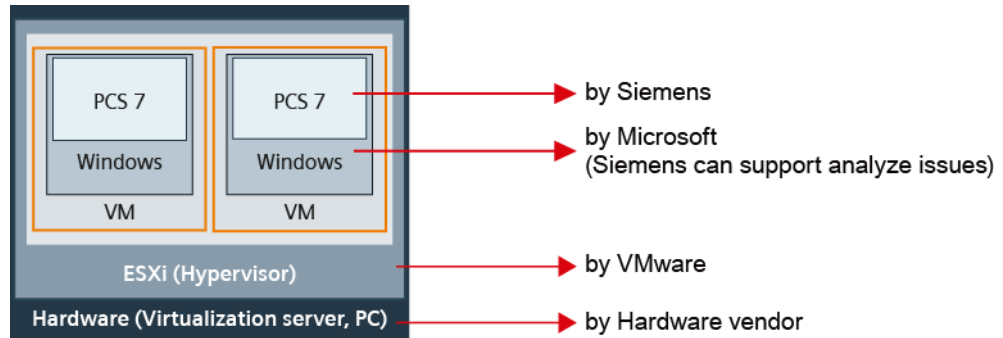 PCS 7
PCS 7
by Siemens
Windows
Windows
by Microsoft
(Siemens can support analyze issues)
VM
VM
ESXi (Hypervisor)
by VMware
Hardware (Virtualization server, PC)
by Hardware vendor